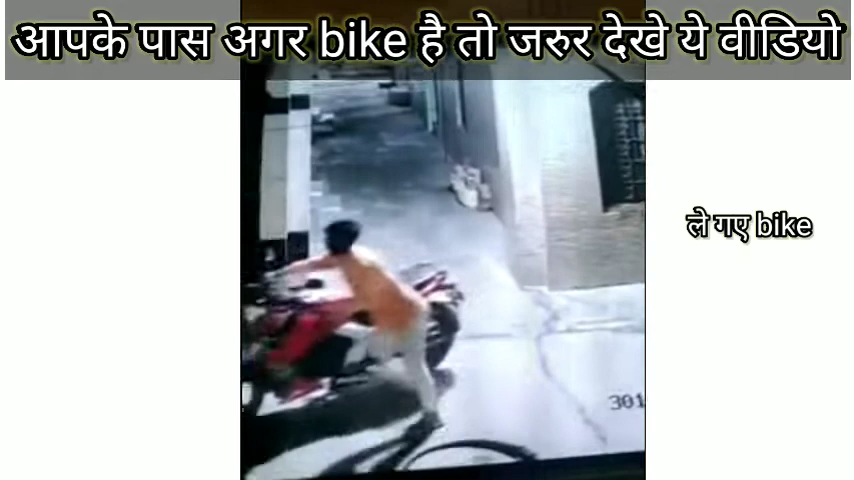 आपके पास अगर bike है तो जरुर देखे ये वीडियो
ले गए bike
301